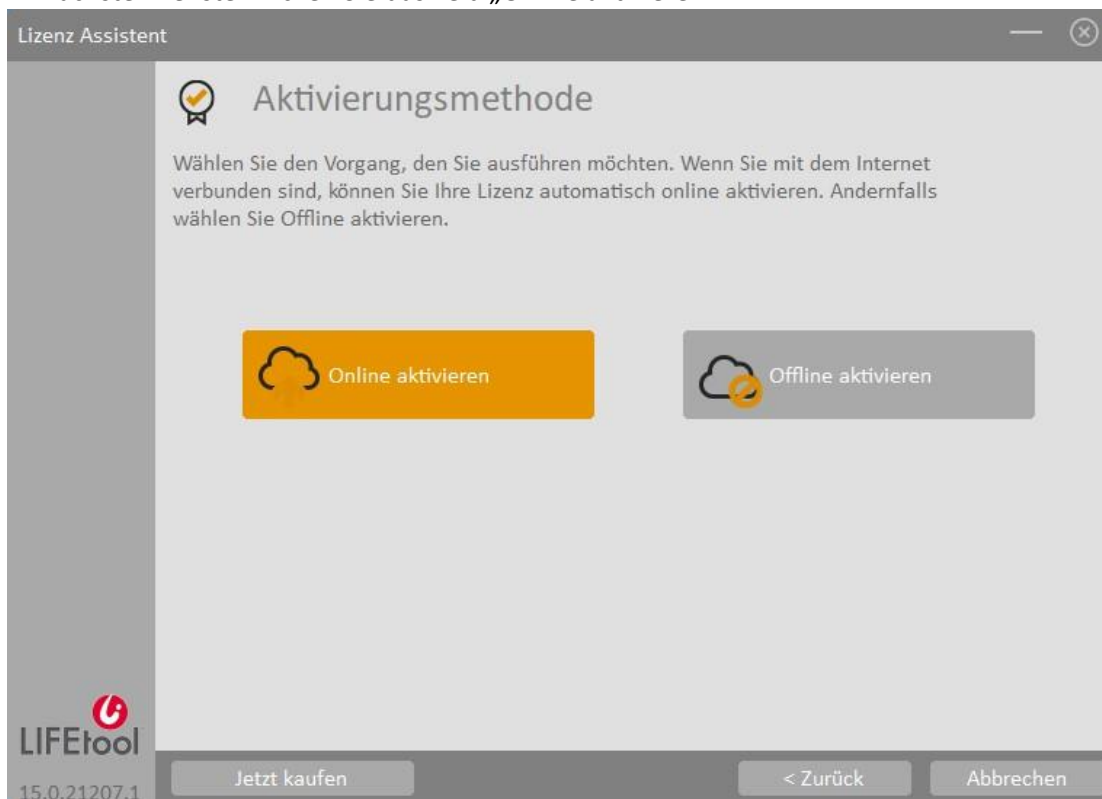 Lizenz Assistent
Aktivierungsmethode
Wählen Sie den Vorgang, den Sie ausführen möchten. Wenn Sie mit dem Internet
verbunden sind, können Sie Ihre Lizenz automatisch online aktivieren. Andernfalls
wählen Sie Offline aktivieren.
Online aktivieren
Offline aktivieren
LIFEtool
15.0.21207.1
Jetzt kaufen
< Zurück
Abbrechen